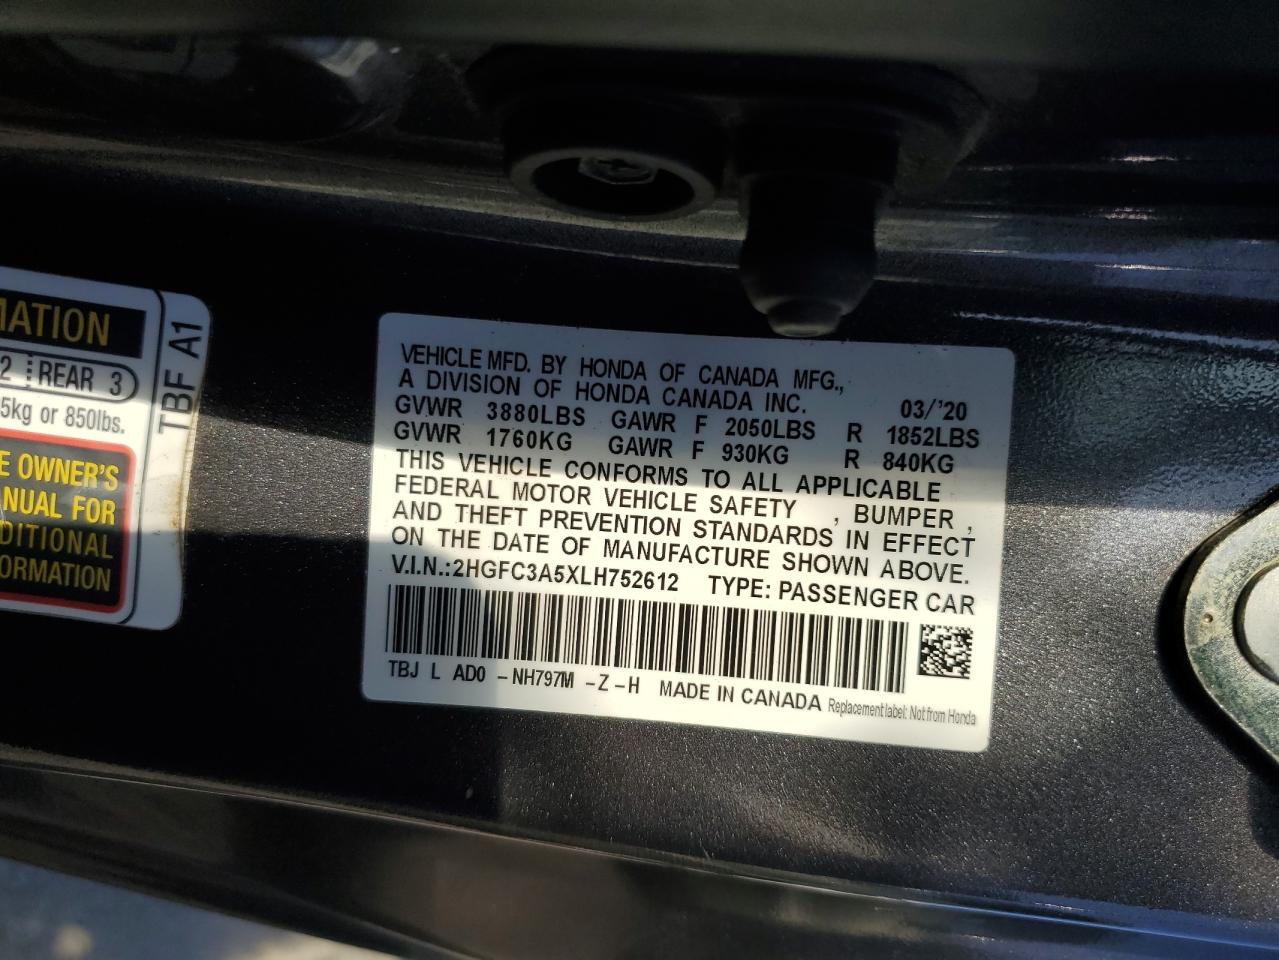 MATION
2 REAR 3
5kg or 850lbs.
E OWNER'S
NUAL FOR
DITIONAL
ORMATION
TBF A1
VEHICLE MFD. BY HONDA OF CANADA MFG.,
A DIVISION OF HONDA CANADA INC. 03/'20
GVWR 3880LBS GAWR F 2050LBS R 1852LBS
GVWR 1760KG GAWR F 930KG R 840KG
THIS VEHICLE CONFORMS TO ALL APPLICABLE
FEDERAL MOTOR VEHICLE SAFETY , BUMPER ,
AND THEFT PREVENTION STANDARDS IN EFFECT
ON THE DATE OF MANUFACTURE SHOWN ABOVE.
V.I.N.:2HGFC3A5XLH752612 TYPE: PASSENGER CAR
TBJ L AD0 -NH797M -Z-H MADE IN CANADA Replacement label: Not from Honda